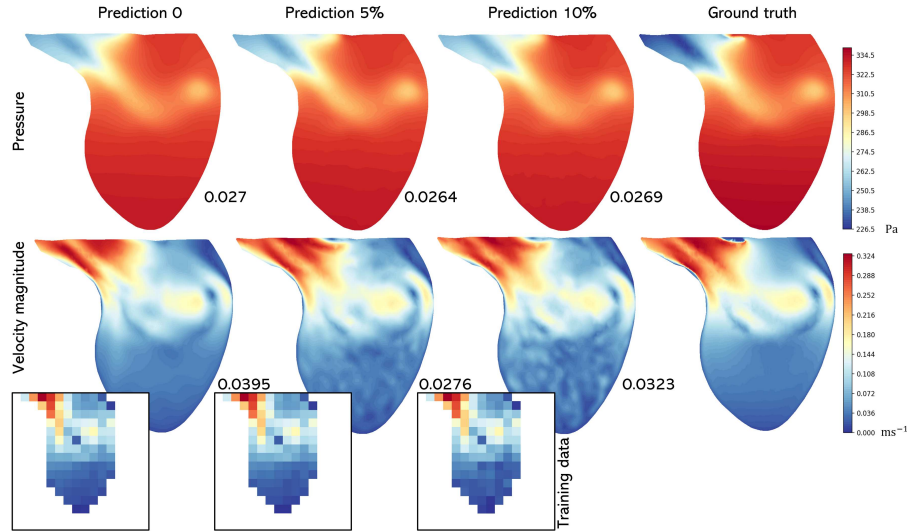 Prediction 0
Prediction 5%
Prediction 10%
Ground truth
Pressure
0.027
0.0264
0.0269
334.5
322.5
310.5
298.5
286.5
274.5
262.5
250.5
238.5
226.5
Pa
Velocity magnitude
0.0395
0.0276
0.0323
0.324
0.288
0.252
0.216
0.180
0.144
0.108
0.072
0.036
0.000
ms⁻¹
Training data